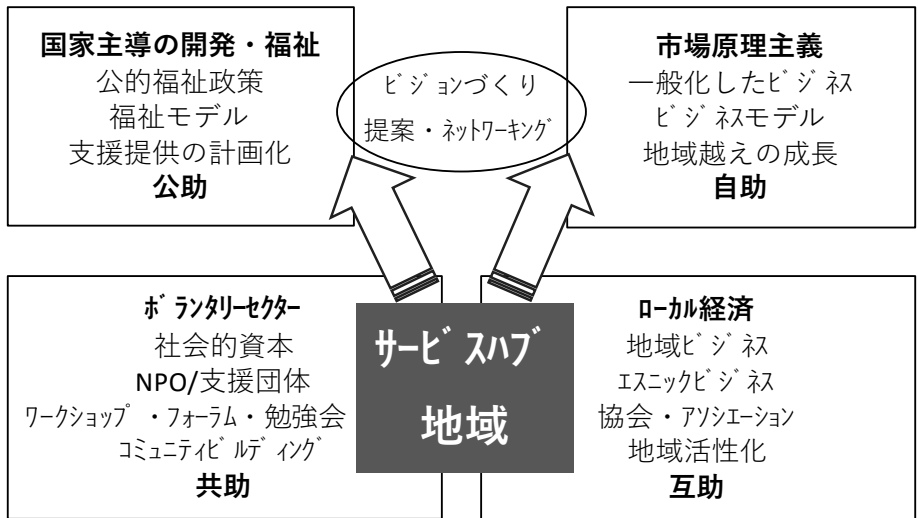 国家主導の開発・福祉
公的福祉政策
福祉モデル
支援提供の計画化
公助
ﾋﾞｼﾞｮﾝづくり
提案・ﾈｯﾄﾜｰｷﾝｸﾞ
市場原理主義
一般化したﾋﾞｼﾞﾈｽ
ﾋﾞｼﾞﾈｽモデル
地域越えの成長
自助
ﾎﾞﾗﾝﾀﾘｰｾｸﾀｰ
社会的資本
NPO/支援団体
ﾜｰｸｼｮｯﾌﾟ・ﾌｫｰﾗﾑ・勉強会
ｺﾐｭﾆﾃｨﾋﾞﾙﾃﾞｨﾝｸﾞ
共助
サービスハブ
地域
ﾛｰｶﾙ経済
地域ﾋﾞｼﾞﾈｽ
ｴｽﾆｯｸﾋﾞｼﾞﾈｽ
協会・ｱｿｼｴｰｼｮﾝ
地域活性化
互助